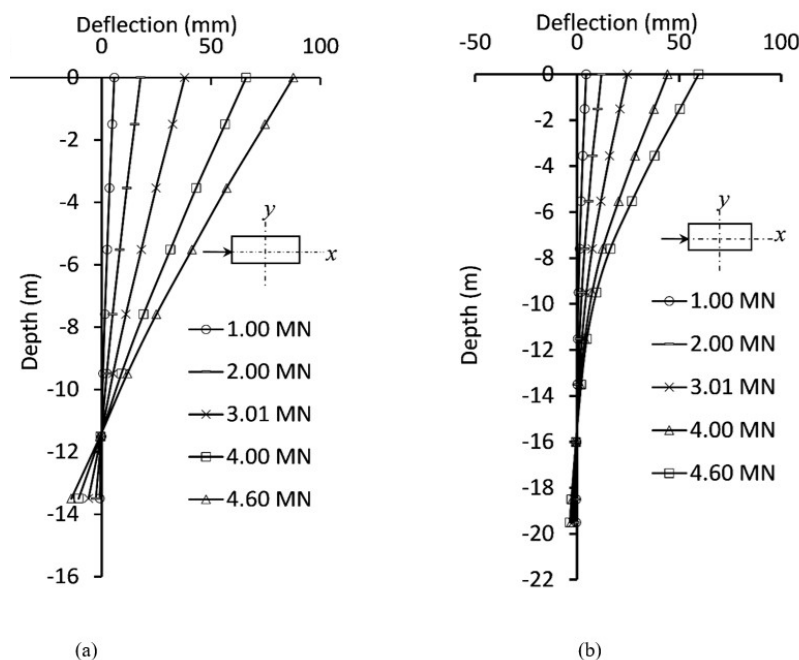 Deflection (mm)
0 50 100
0
-2
-4
-6
-8
-10
-12
-14
-16
Depth (m)
y
x
1.00 MN
2.00 MN
3.01 MN
4.00 MN
4.60 MN
(a)
Deflection (mm)
-50 0 50 100
0
-2
-4
-6
-8
-10
-12
-14
-16
-18
-20
-22
Depth (m)
y
x
1.00 MN
2.00 MN
3.01 MN
4.00 MN
4.60 MN
(b)